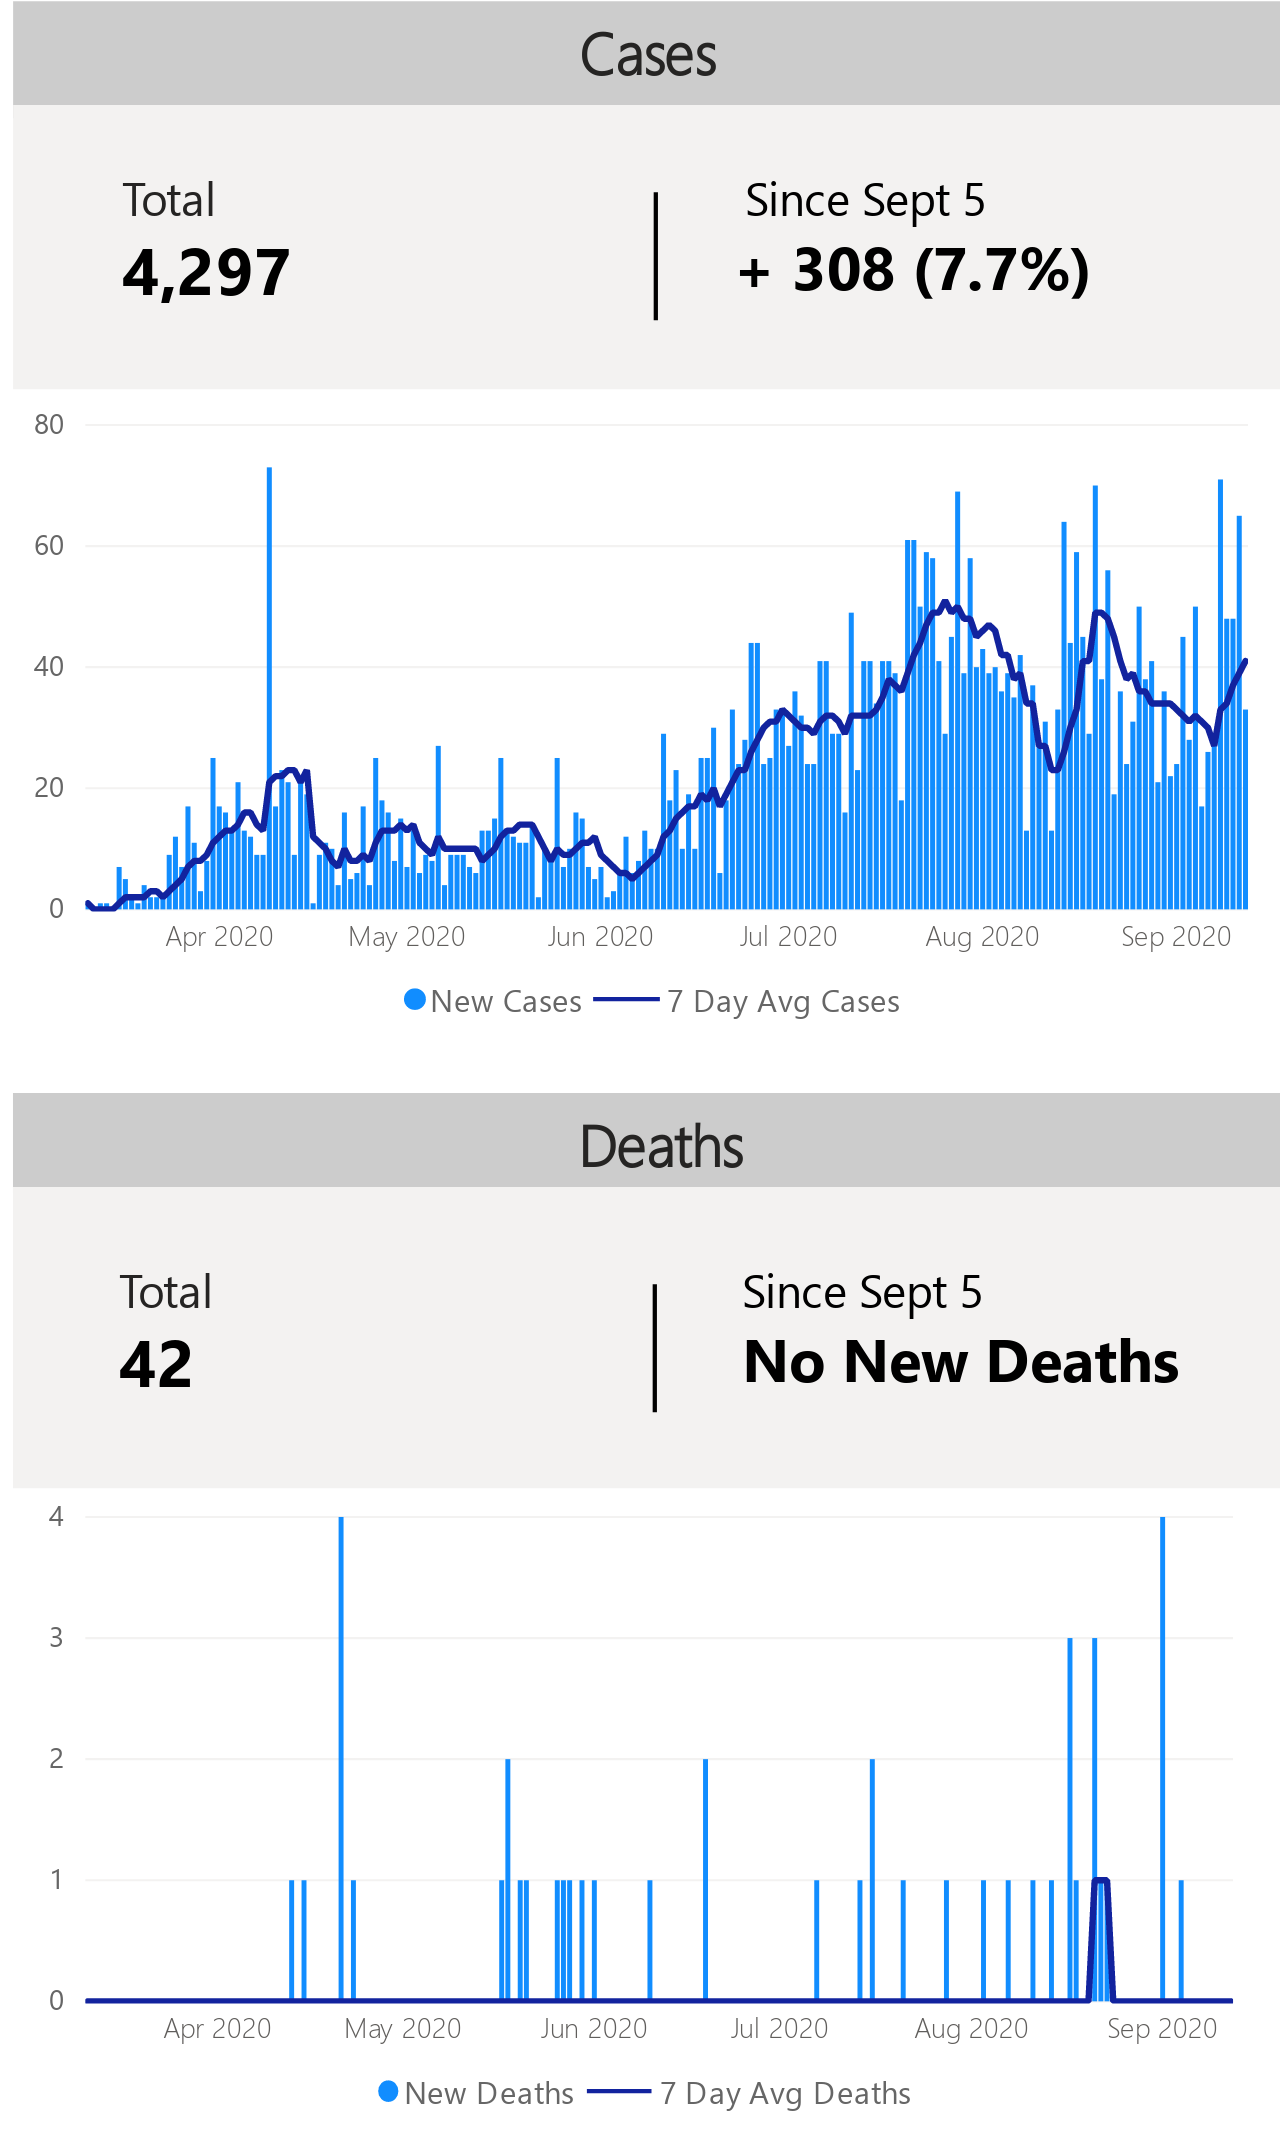 Cases
Total
Since Sept 5
4,297
+ 308 (7.7%)
80
60
40
20
0
Apr 2020 May 2020 Jun 2020 Jul 2020 Aug 2020 Sep 2020
New Cases 7 Day Avg Cases
Deaths
Total
Since Sept 5
42
No New Deaths
4
3
2
1
0
Apr 2020 May 2020 Jun 2020 Jul 2020 Aug 2020 Sep 2020
New Deaths 7 Day Avg Deaths